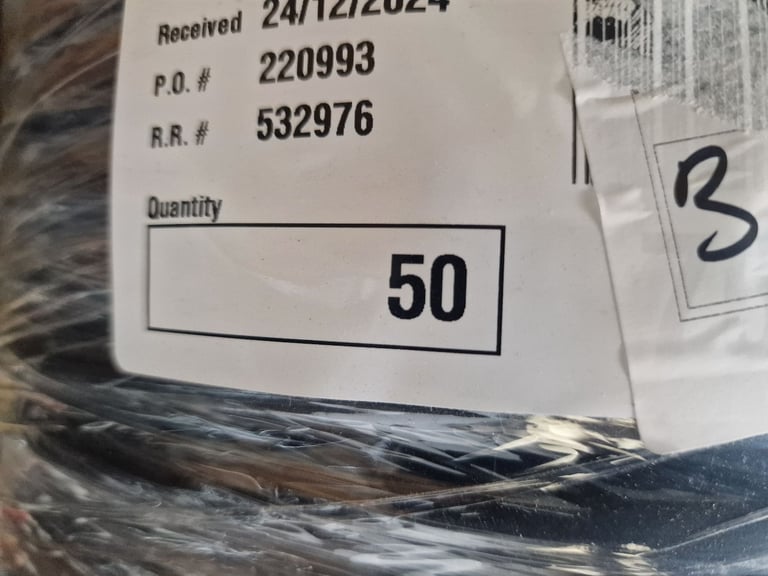 Received 24/12/2024
P.O. # 220993
R.R. # 532976
Quantity
50
B